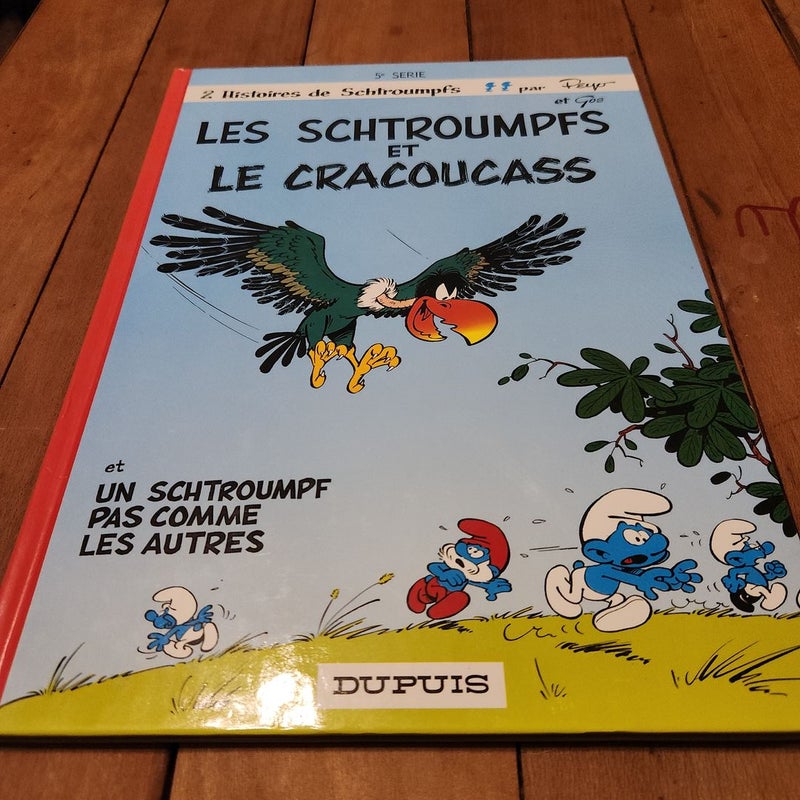 5e SERIE
2 Histoires de Schtroumpfs par Peyo
et Gos
LES SCHTROUMPFS
ET
LE CRACOUCASS
et
UN SCHTROUMPF
PAS COMME
LES AUTRES
DUPUIS